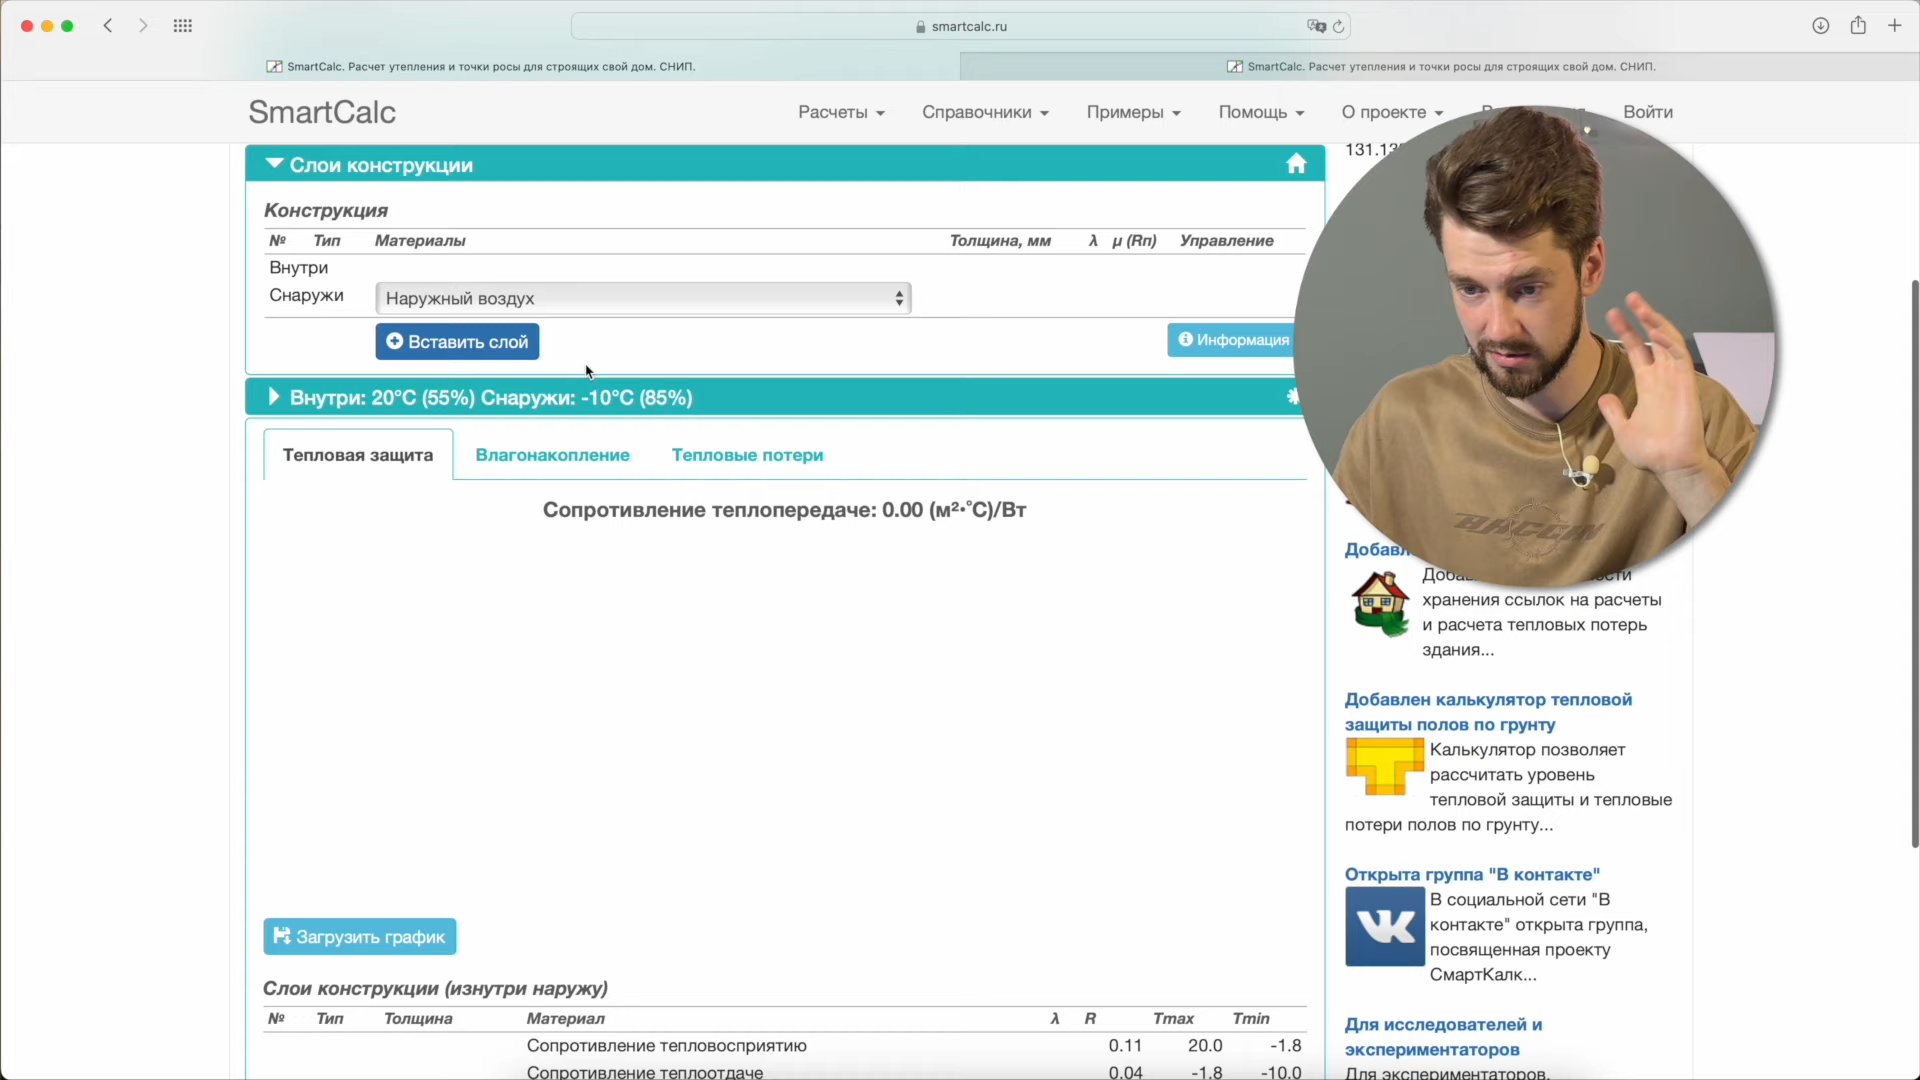 smartcalc.ru
SmartCalc. Расчет утепления и точки росы для строящих свой дом. СНИП.
SmartCalc. Расчет утепления и точки росы для строящих свой дом. СНИП.
SmartCalc
Расчеты
Справочники
Примеры
Помощь
О проекте
Войти
Слои конструкции
Конструкция
№ Тип Материалы Толщина, мм λ μ (Rп) Управление
Внутри
Снаружи Наружный воздух
Вставить слой
Информация
Внутри: 20°C (55%) Снаружи: -10°C (85%)
Тепловая защита
Влагонакопление
Тепловые потери
Сопротивление теплопередаче: 0.00 (м²•˚С)/Вт
Загрузить график
Слои конструкции (изнутри наружу)
№ Тип Толщина Материал λ R Tmax Tmin
Сопротивление тепловосприятию 0.11 20.0 -1.8
Сопротивление теплоотдаче 0.04 -1.8 -10.0
хранения ссылок на расчеты
и расчета тепловых потерь
здания...
Добавлен калькулятор тепловой
защиты полов по грунту
Калькулятор позволяет
рассчитать уровень
тепловой защиты и тепловые
потери полов по грунту...
Открыта группа "В контакте"
В социальной сети "В
контакте" открыта группа,
посвященная проекту
СмартКалк...
Для исследователей и
экспериментаторов
Для экспериментаторов,